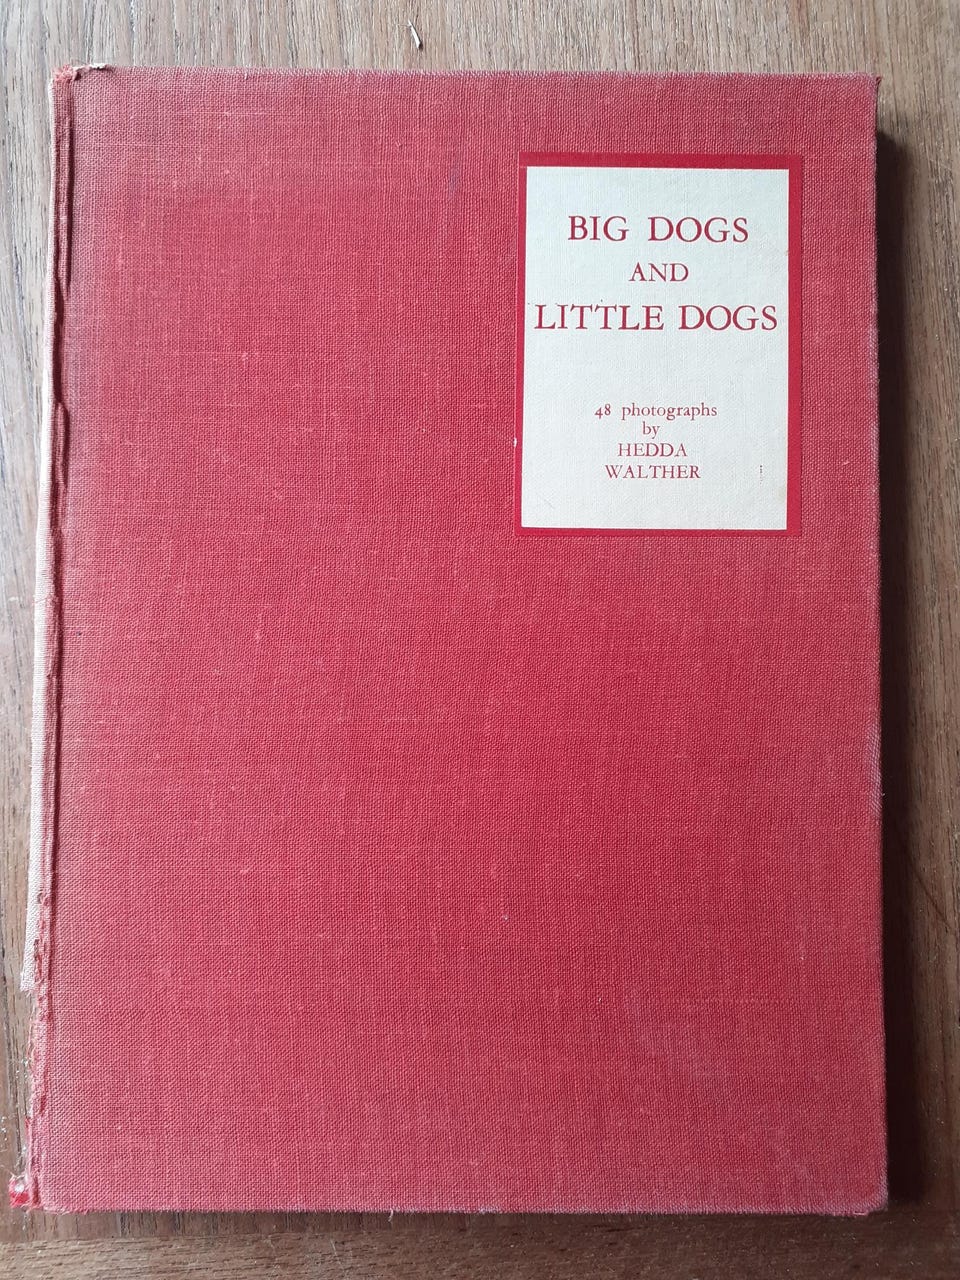 BIG DOGS
AND
LITTLE DOGS
48 photographs
by
HEDDA
WALTHER